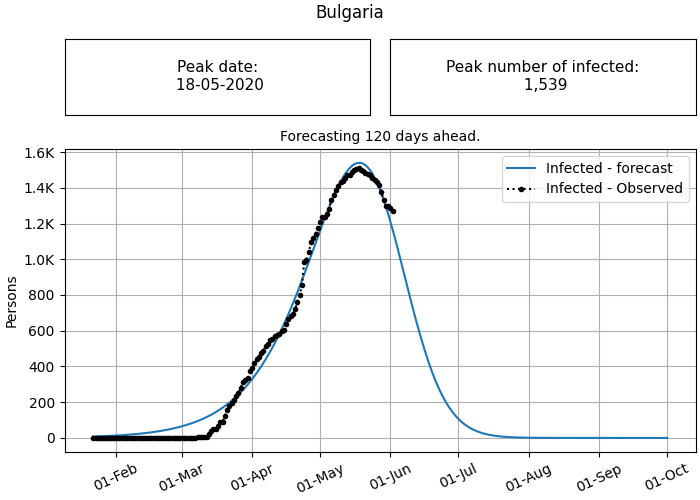 Bulgaria
Peak date:
18-05-2020
Peak number of infected:
1,539
Forecasting 120 days ahead.
Infected - forecast
Infected - Observed
Persons
1.6K
1.4K
1.2K
1.0K
800
600
400
200
0
01-Feb
01-Mar
01-Apr
01-May
01-Jun
01-Jul
01-Aug
01-Sep
01-Oct